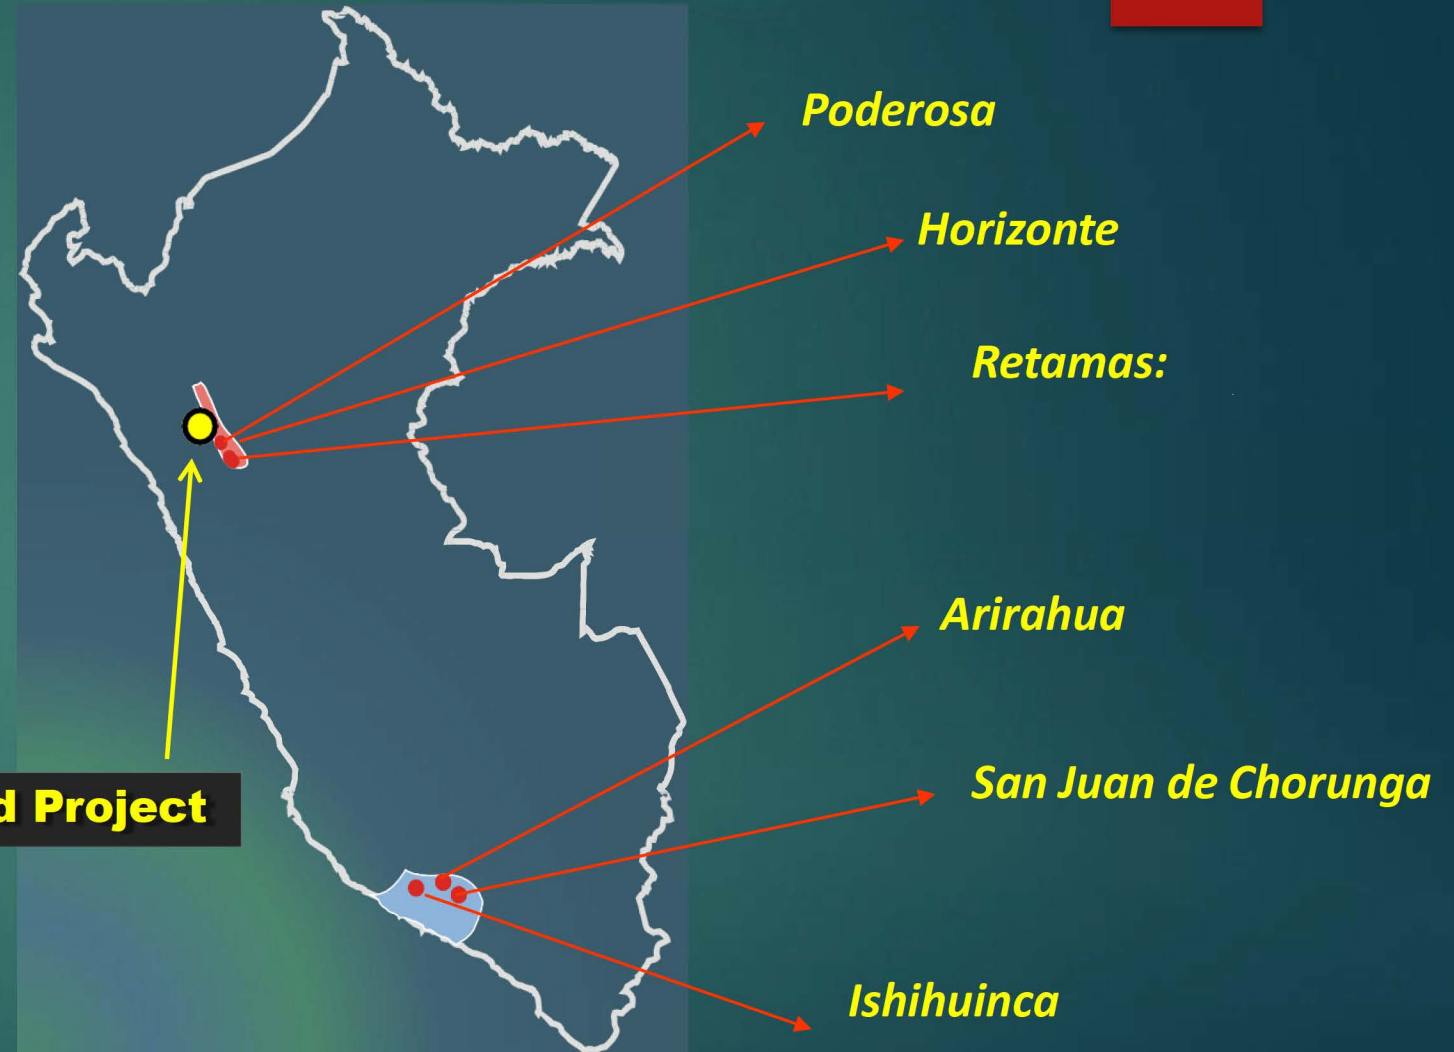 Poderosa
Horizonte
Retamas:
Arirahua
San Juan de Chorunga
d Project
Ishihuinca